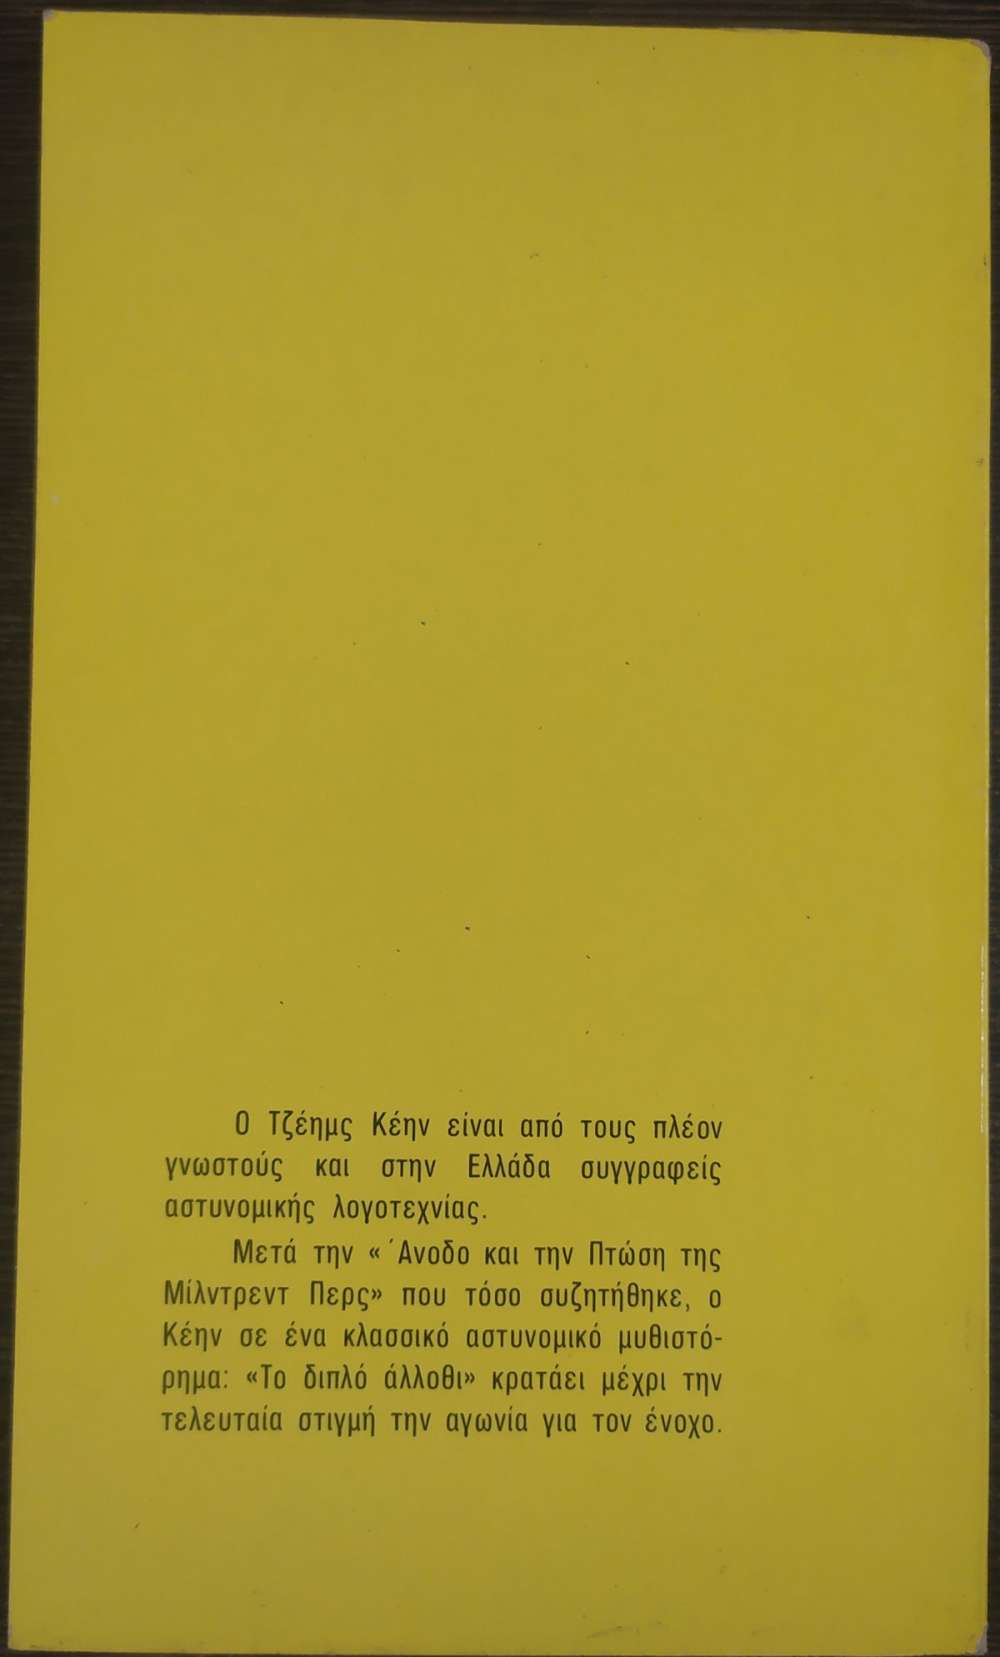 Ο Τζέημς Κέην είναι από τους πλέον
γνωστούς και στην Ελλάδα συγγραφείς
αστυνομικής λογοτεχνίας.
Μετά την « Άνοδο και την Πτώση της
Μίλντρεντ Περς» που τόσο συζητήθηκε, ο
Κέην σε ένα κλασσικό αστυνομικό μυθιστό-
ρημα: «Το διπλό άλλοθι» κρατάει μέχρι την
τελευταία στιγμή την αγωνία για τον ένοχο.